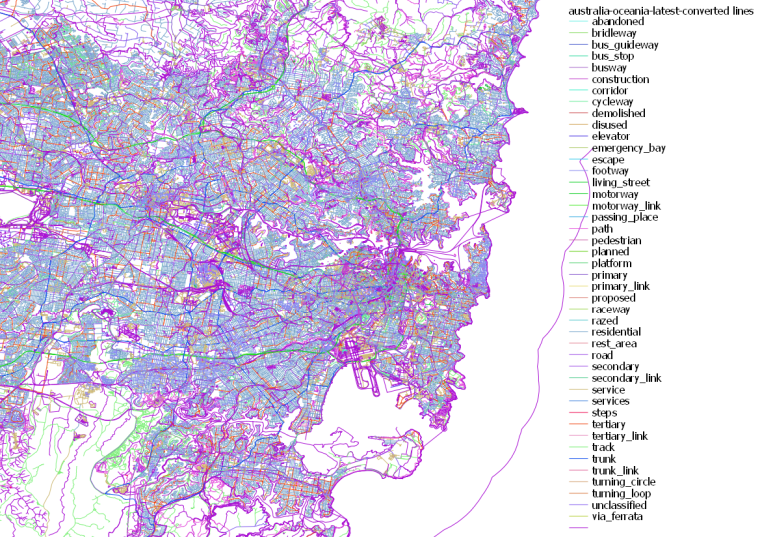 australia-oceania-latest-converted lines
abandoned
bridleway
bus_guideway
bus_stop
busway
construction
corridor
cycleway
demolished
disused
elevator
emergency_bay
escape
footway
living_street
motorway
motorway_link
passing_place
path
pedestrian
planned
platform
primary
primary_link
proposed
raceway
razed
residential
rest_area
road
secondary
secondary_link
service
services
steps
tertiary
tertiary_link
track
trunk
trunk_link
turning_circle
turning_loop
unclassified
via_ferrata